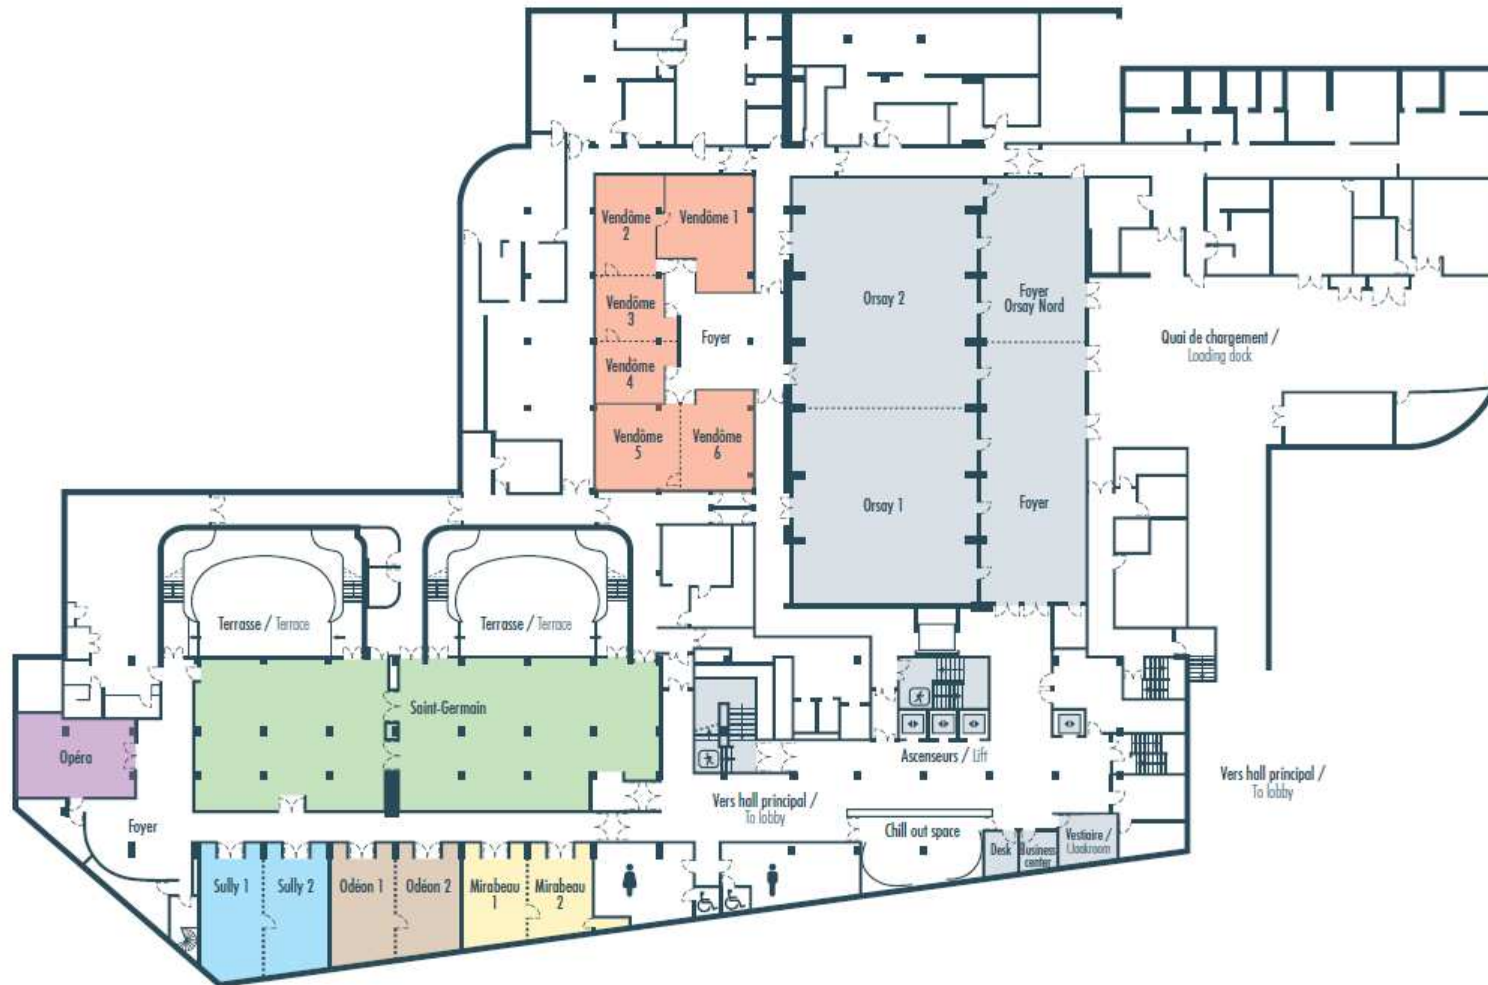 Vendôme
2
Vendôme 1
Vendôme
3
Foyer
Vendôme
4
Vendôme
5
Vendôme
6
Orsay 2
Foyer
Orsay Nord
Orsay 1
Foyer
Quai de chargement /
Loading dock
Terrasse / Terrace
Terrasse / Terrace
Saint-Germain
Opéra
Foyer
Ascenseurs / Lift
Vers hall principal /
To lobby
Vers hall principal /
To lobby
Chill out space
Desk
Business
center
Vestiaire /
Cloakroom
Sully 1
Sully 2
Odéon 1
Odéon 2
Mirabeau
1
Mirabeau
2